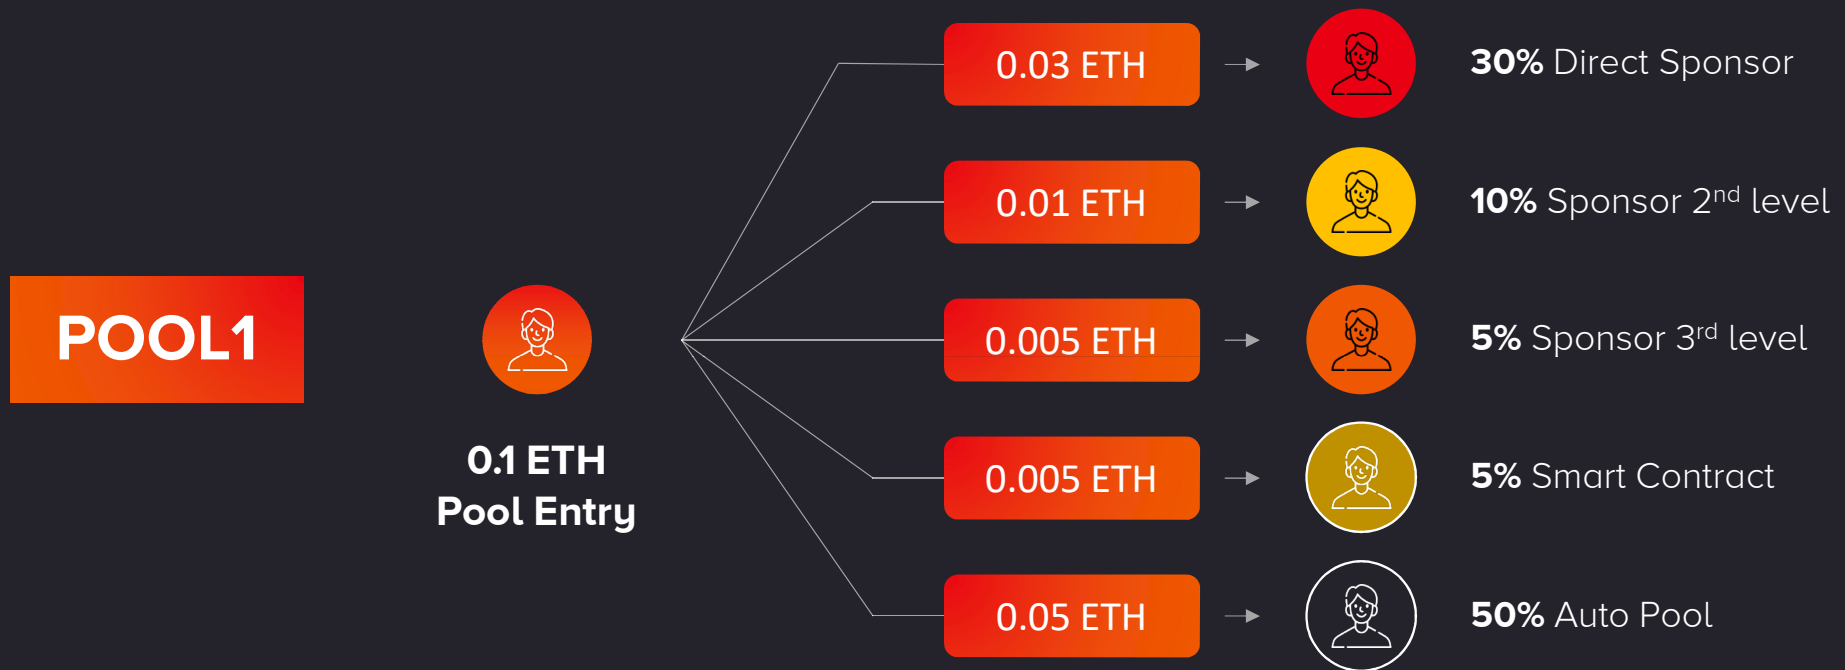 POOL1
0.1 ETH
Pool Entry
0.03 ETH
30% Direct Sponsor
0.01 ETH
10% Sponsor 2nd level
0.005 ETH
5% Sponsor 3rd level
0.005 ETH
5% Smart Contract
0.05 ETH
50% Auto Pool